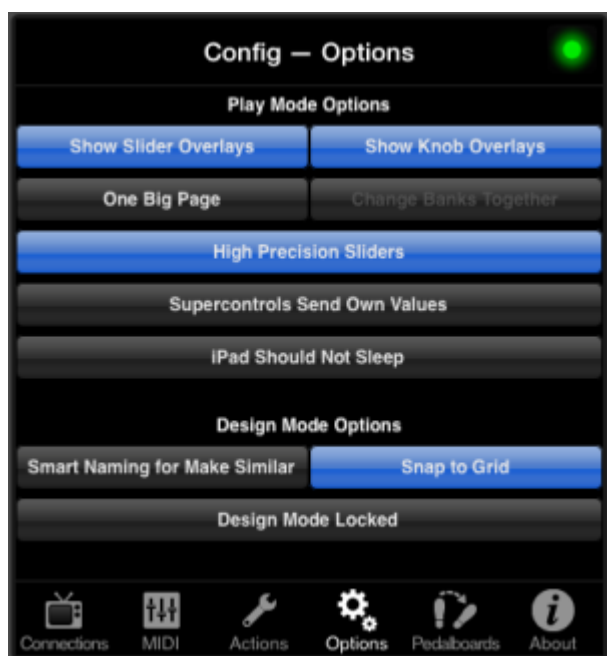 Config — Options
Play Mode Options
Show Slider Overlays Show Knob Overlays
One Big Page Change Banks Together
High Precision Sliders
Supercontrols Send Own Values
iPad Should Not Sleep
Design Mode Options
Smart Naming for Make Similar Snap to Grid
Design Mode Locked
Connections MIDI Actions Options Pedalboards About